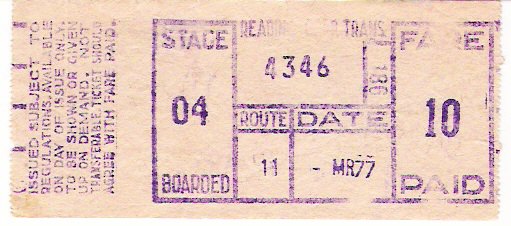 ISSUED SUBJECT TO
REGULATIONS AVAILABLE
ON DAY OF ISSUE ONLY.
TO BE SHOWN OR GIVEN
UP ON DEMAND. NOT
TRANSFERABLE TICKET SHOULD
AGREE WITH FARE PAID.
STAGE
04
BOARDED
READING TRANS.
4346
186
ROUTE
11
DATE
- MR77
FARE
10
PAID